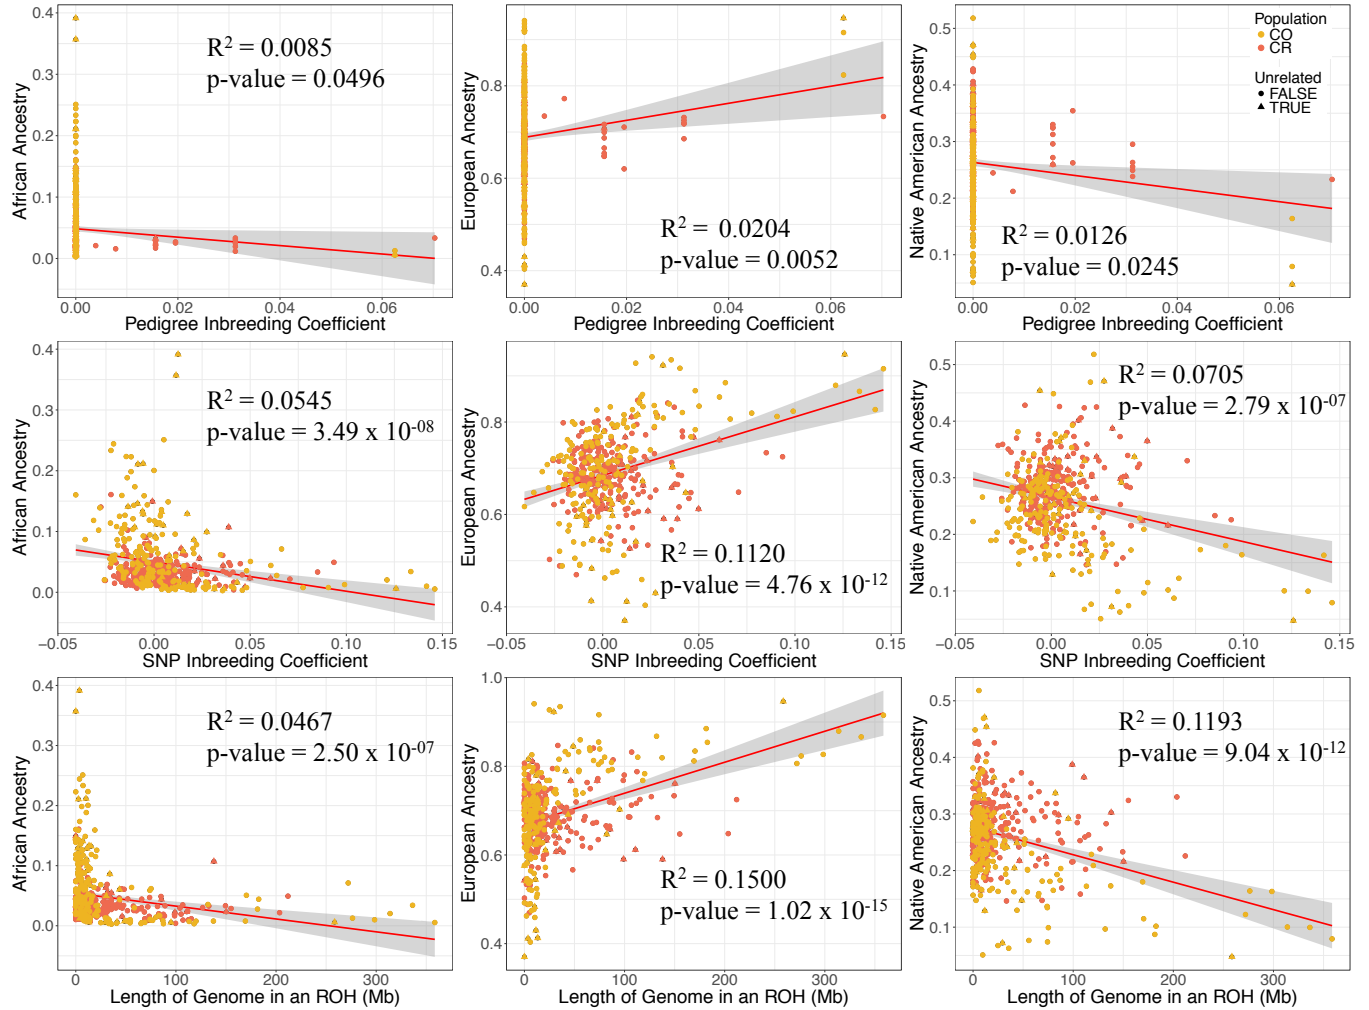 African Ancestry
0.4
0.3
0.2
0.1
0.0
R² = 0.0085
p-value = 0.0496
0.00 0.02 0.04 0.06
Pedigree Inbreeding Coefficient
European Ancestry
0.8
0.6
0.4
R² = 0.0204
p-value = 0.0052
0.00 0.02 0.04 0.06
Pedigree Inbreeding Coefficient
Native American Ancestry
0.5
0.4
0.3
0.2
0.1
Population
CO
CR
Unrelated
FALSE
TRUE
R² = 0.0126
p-value = 0.0245
0.00 0.02 0.04 0.06
Pedigree Inbreeding Coefficient
African Ancestry
0.4
0.3
0.2
0.1
0.0
R² = 0.0545
p-value = 3.49 x 10⁻⁰⁸
−0.05 0.00 0.05 0.10 0.15
SNP Inbreeding Coefficient
European Ancestry
0.8
0.6
0.4
R² = 0.1120
p-value = 4.76 x 10⁻¹²
0.00 0.05 0.10 0.15
SNP Inbreeding Coefficient
Native American Ancestry
0.5
0.4
0.3
0.2
0.1
R² = 0.0705
p-value = 2.79 x 10⁻⁰⁷
0.00 0.05 0.10 0.15
SNP Inbreeding Coefficient
African Ancestry
0.4
0.3
0.2
0.1
0.0
R² = 0.0467
p-value = 2.50 x 10⁻⁰⁷
0 100 200 300
Length of Genome in an ROH (Mb)
European Ancestry
1.0
0.8
0.6
0.4
R² = 0.1500
p-value = 1.02 x 10⁻¹⁵
0 100 200 300
Length of Genome in an ROH (Mb)
Native American Ancestry
0.5
0.4
0.3
0.2
0.1
R² = 0.1193
p-value = 9.04 x 10⁻¹²
0 100 200 300
Length of Genome in an ROH (Mb)